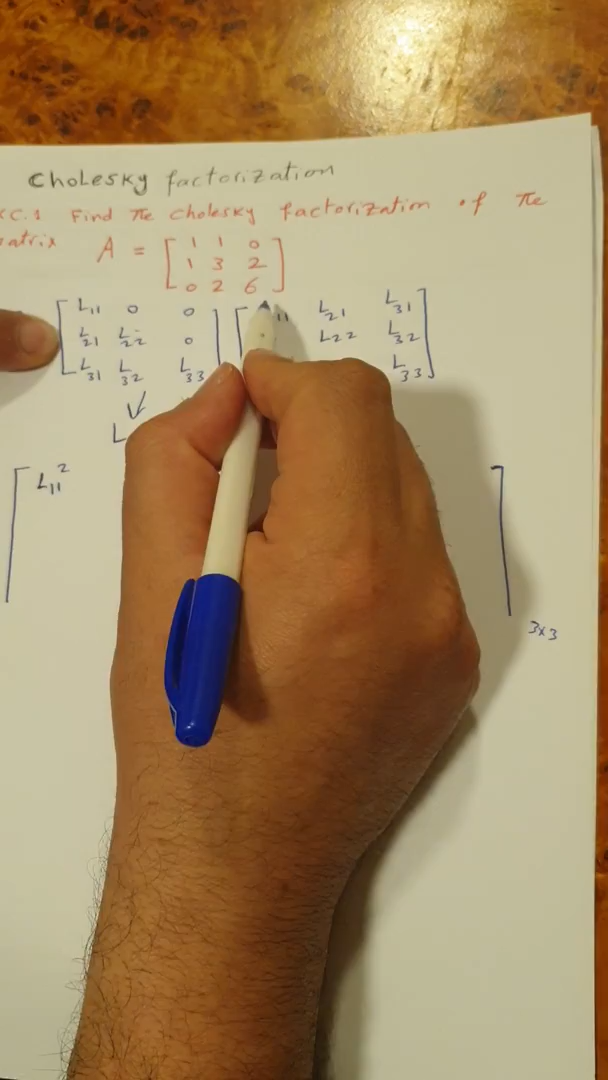 Cholesky factorization
Find The Cholesky factorization of The
matrix A = [ 1 1 0
1 3 2
0 2 6 ]
[ L11 0 0 ] [ L21 L31
L21 L22 0 L22 L32
L31 L32 L33 L33 ]
L
L11²
3x3